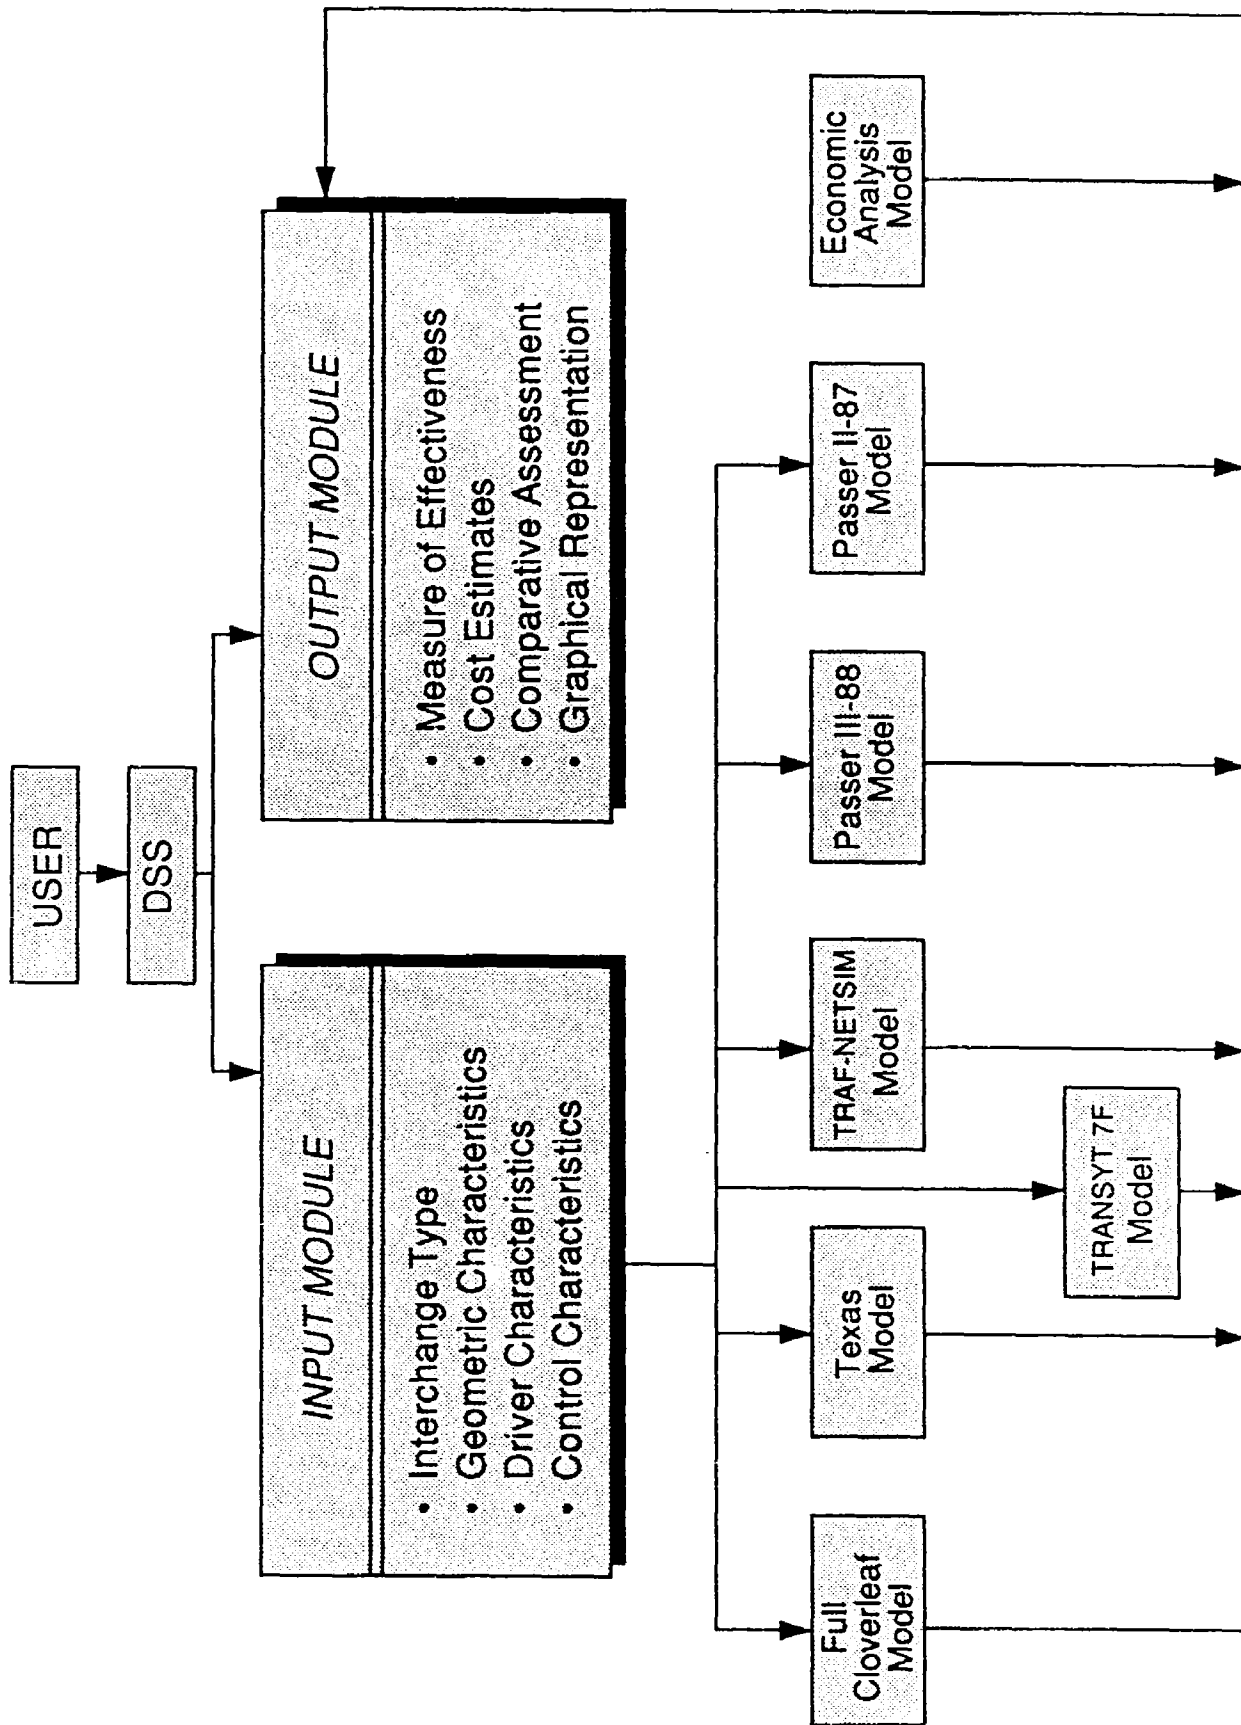 USER
DSS
INPUT MODULE
• Interchange Type
• Geometric Characteristics
• Driver Characteristics
• Control Characteristics
OUTPUT MODULE
• Measure of Effectiveness
• Cost Estimates
• Comparative Assessment
• Graphical Representation
Full
Cloverleaf
Model
Texas
Model
TRANSYT 7F
Model
TRAF-NETSIM
Model
Passer III-88
Model
Passer II-87
Model
Economic
Analysis
Model